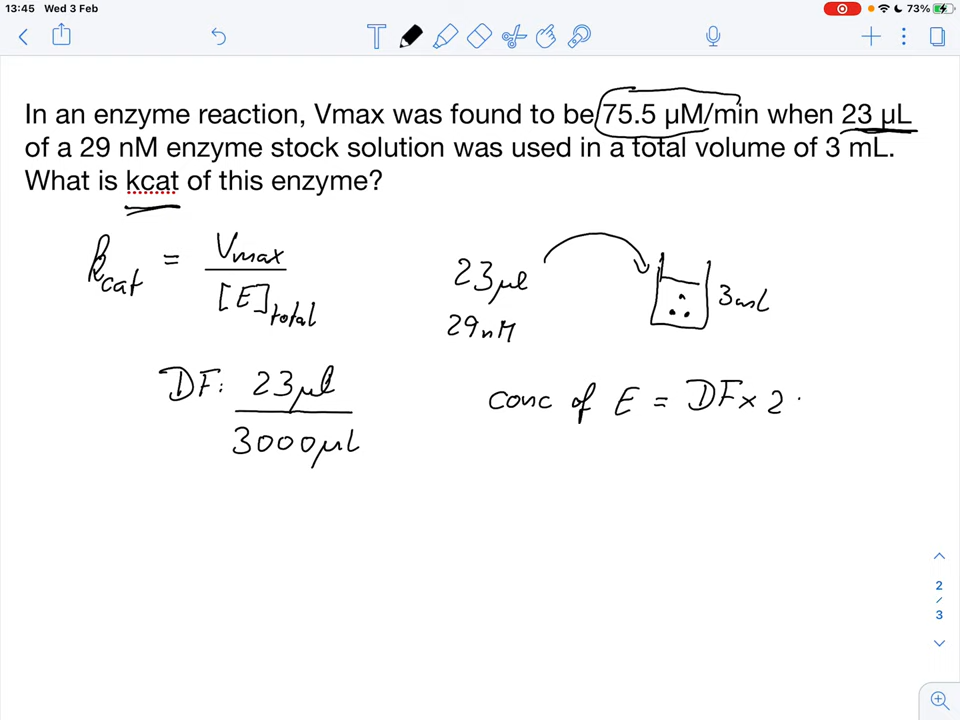 13:45 Wed 3 Feb
73%
In an enzyme reaction, Vmax was found to be 75.5 µM/min when 23 µL
of a 29 nM enzyme stock solution was used in a total volume of 3 mL.
What is kcat of this enzyme?
kcat = Vmax
[E]total
23µl
29nM
3mL
DF: 23µl
3000µL
conc of E = DF × 2
2
/
3